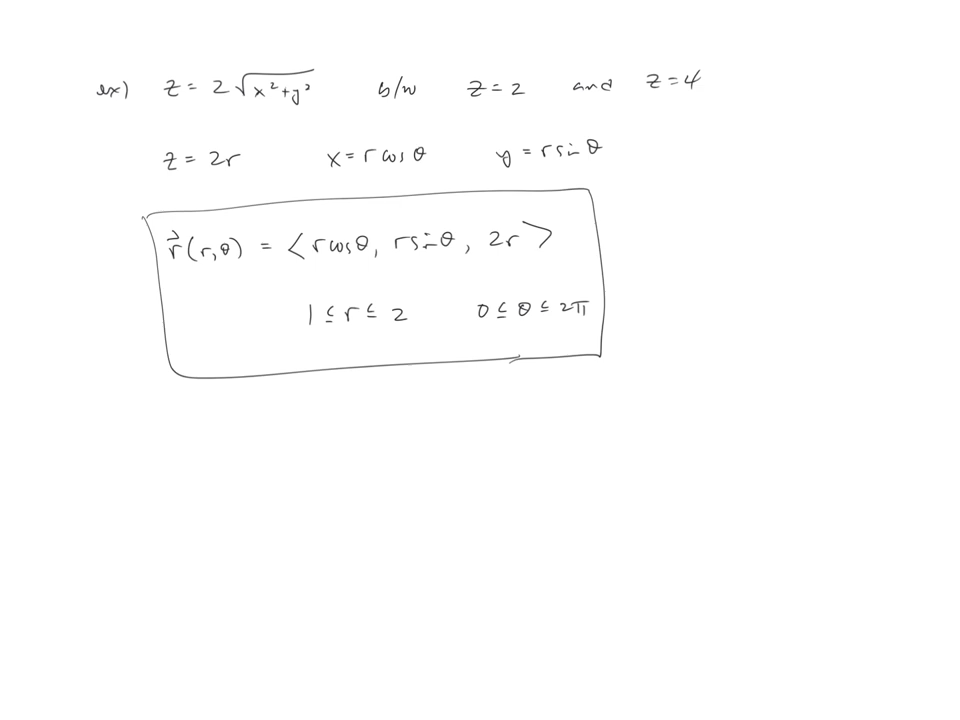 ex) z = 2√(x²+y²) b/w z = 2 and z = 4
z = 2r x = r cos θ y = r sin θ
r⃗(r,θ) = ⟨r cos θ, r sin θ, 2r⟩
1 ≤ r ≤ 2 0 ≤ θ ≤ 2π